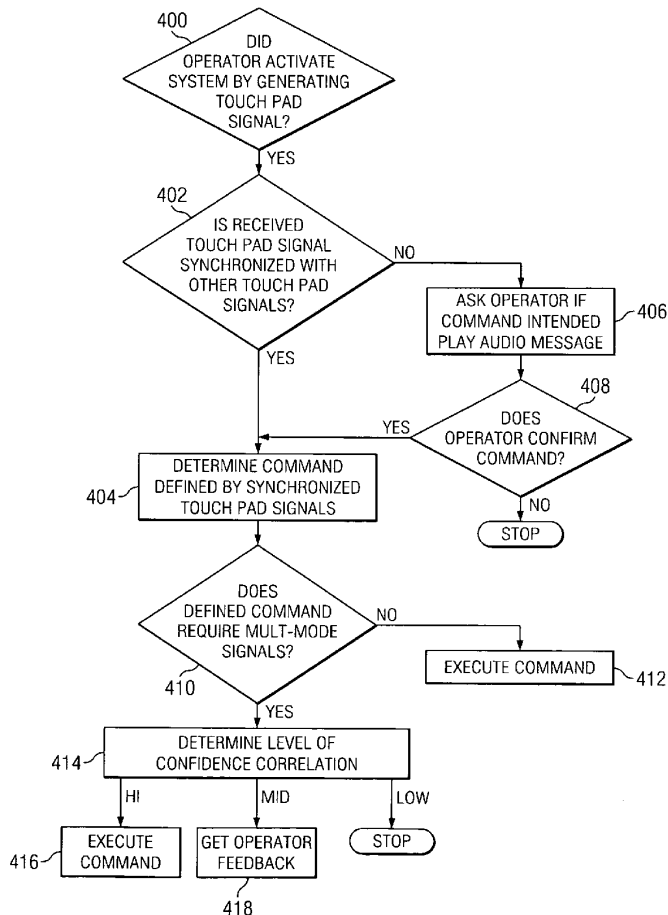 400
DID
OPERATOR ACTIVATE
SYSTEM BY GENERATING
TOUCH PAD
SIGNAL?
YES
402
IS RECEIVED
TOUCH PAD SIGNAL
SYNCHRONIZED WITH
OTHER TOUCH PAD
SIGNALS?
NO
ASK OPERATOR IF
COMMAND INTENDED
PLAY AUDIO MESSAGE
406
YES
408
DOES
OPERATOR CONFIRM
COMMAND?
YES
NO
STOP
404
DETERMINE COMMAND
DEFINED BY SYNCHRONIZED
TOUCH PAD SIGNALS
DOES
DEFINED COMMAND
REQUIRE MULT-MODE
SIGNALS?
410
NO
EXECUTE COMMAND
412
YES
414
DETERMINE LEVEL OF
CONFIDENCE CORRELATION
HI
MID
LOW
416
EXECUTE
COMMAND
GET OPERATOR
FEEDBACK
418
STOP